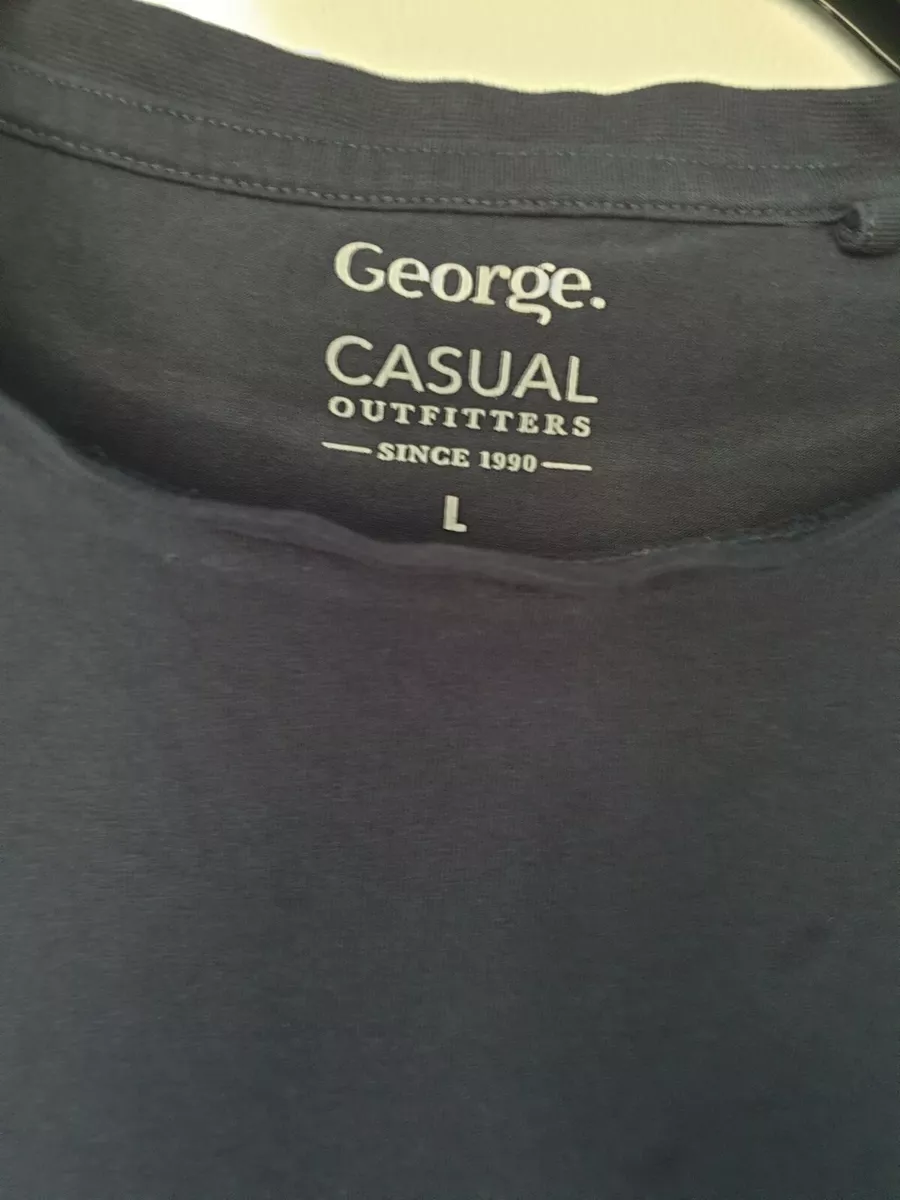 George.
CASUAL
OUTFITTERS
SINCE 1990
L